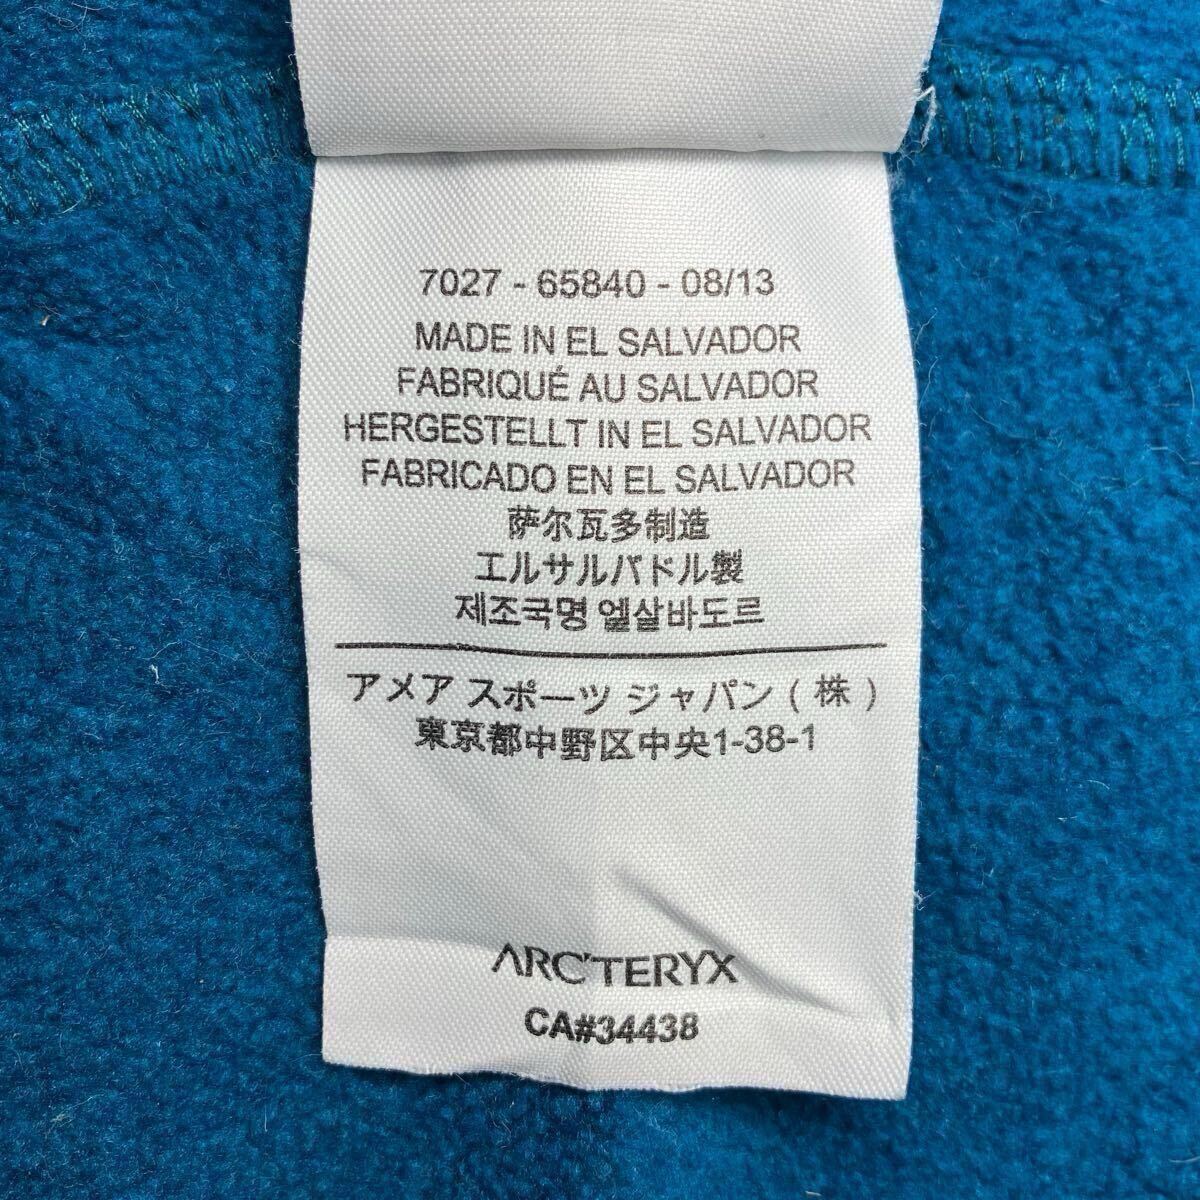 7027 - 65840 - 08/13
MADE IN EL SALVADOR
FABRIQUÉ AU SALVADOR
HERGESTELLT IN EL SALVADOR
FABRICADO EN EL SALVADOR
萨尔瓦多制造
エルサルバドル製
제조국명 엘살바도르
アメア スポーツ ジャパン ( 株 )
東京都中野区中央1-38-1
ARC'TERYX
CA#34438